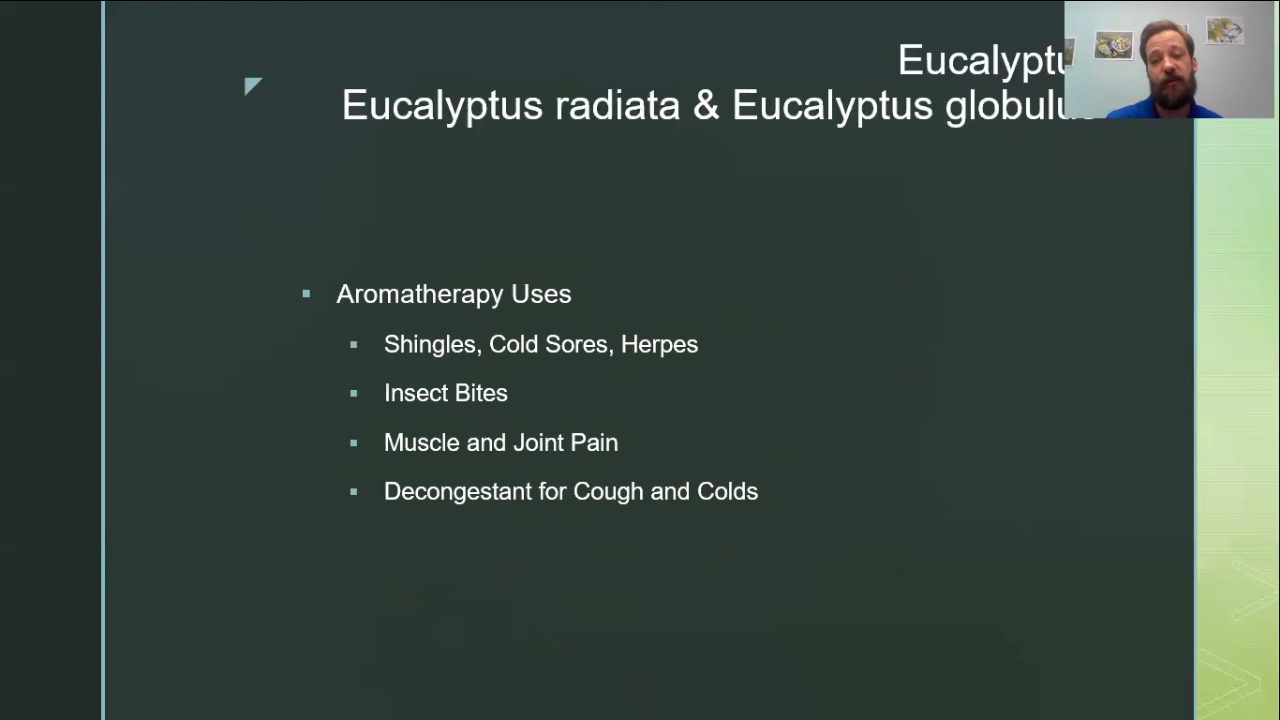 Eucalyptu
Eucalyptus radiata & Eucalyptus globulus
Aromatherapy Uses
Shingles, Cold Sores, Herpes
Insect Bites
Muscle and Joint Pain
Decongestant for Cough and Colds